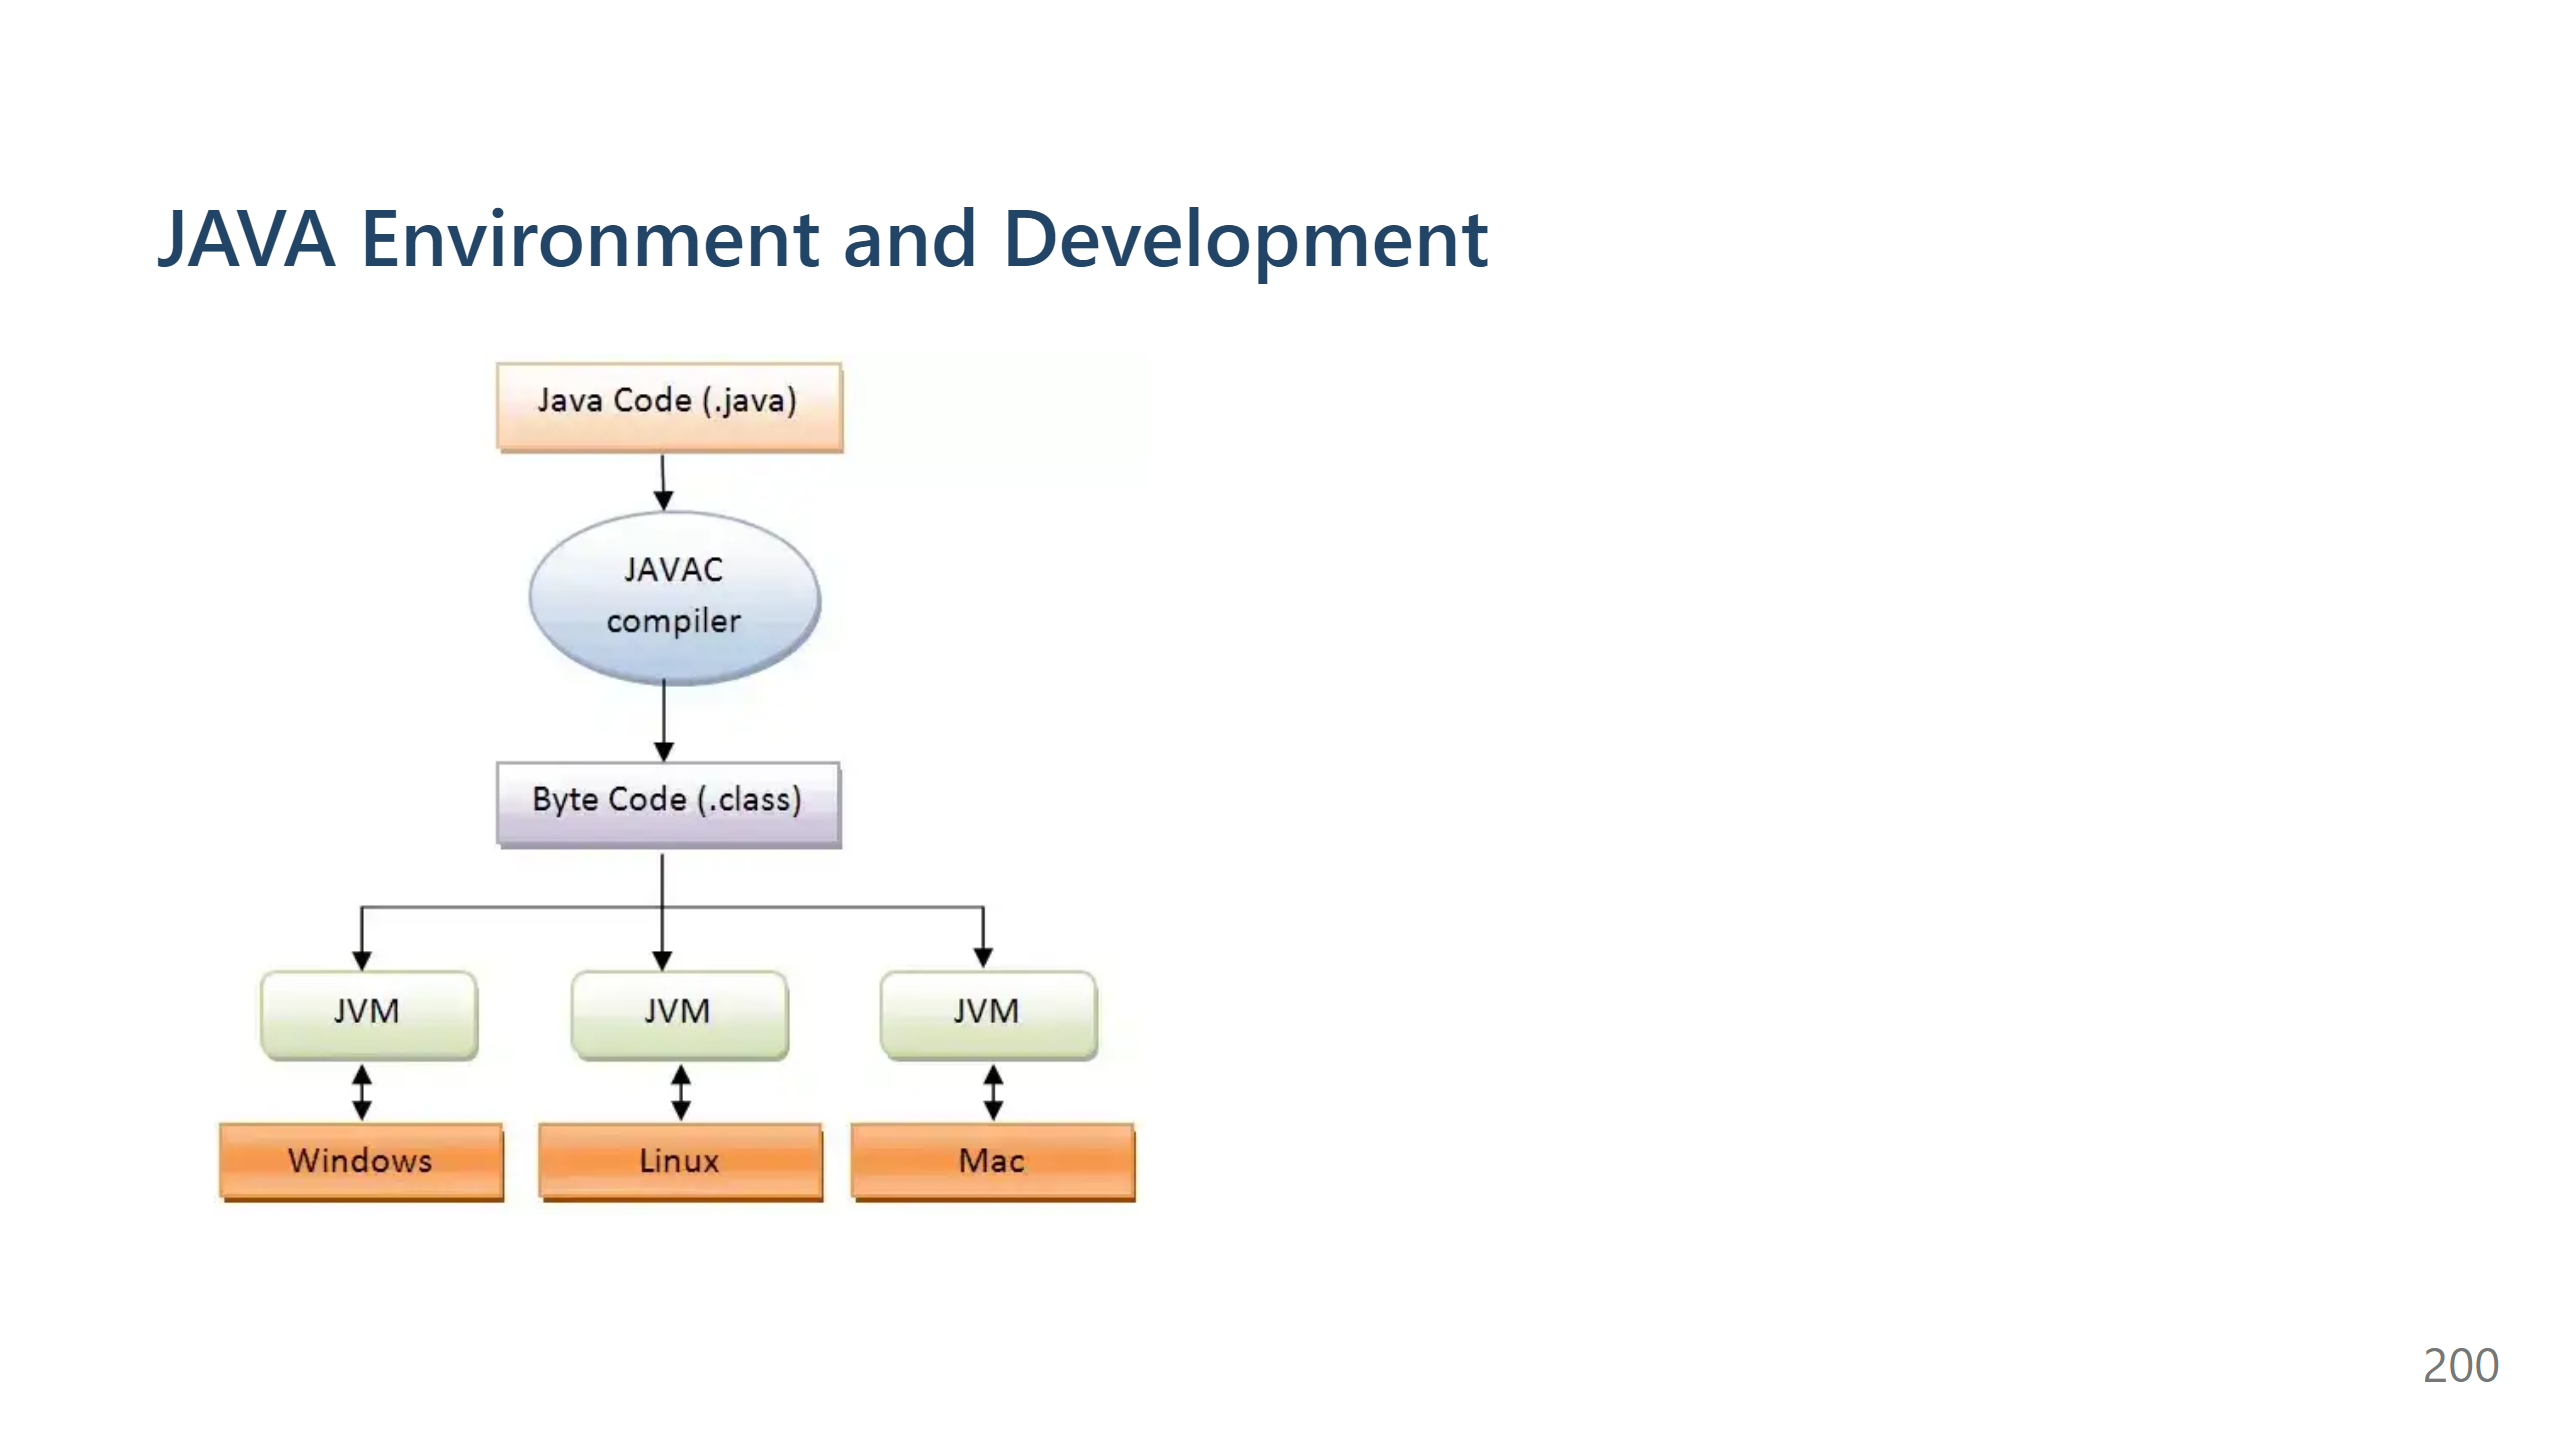 JAVA Environment and Development
Java Code (.java)
JAVAC
compiler
Byte Code (.class)
JVM
JVM
JVM
Windows
Linux
Mac
200